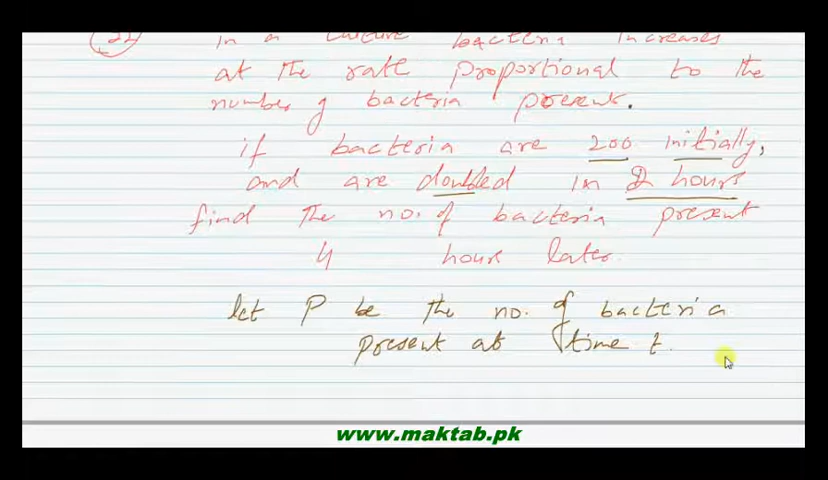 in a culture bacteria increases
at the rate proportional to the
number of bacteria present.
if bacteria are 200 initially,
and are doubled in 2 hours
find the no. of bacteria present
4 hour later.
let P be the no. of bacteria
present at time t.
www.maktab.pk